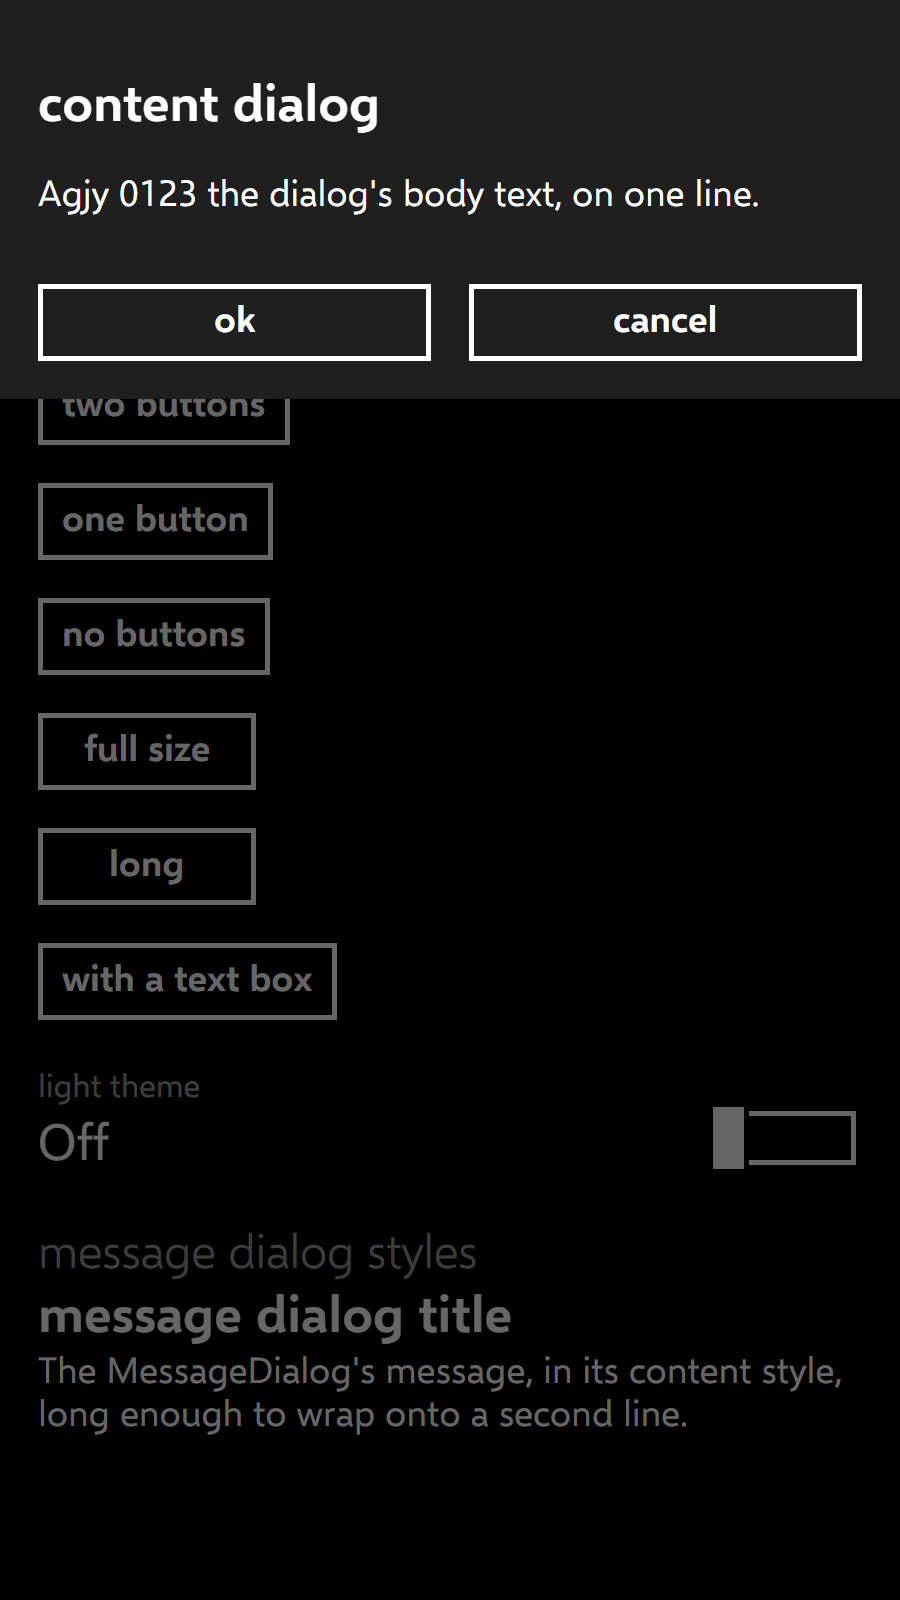 content dialog
Agjy 0123 the dialog's body text, on one line.
ok
cancel
two buttons
one button
no buttons
full size
long
with a text box
light theme
Off
message dialog styles
message dialog title
The MessageDialog's message, in its content style,
long enough to wrap onto a second line.